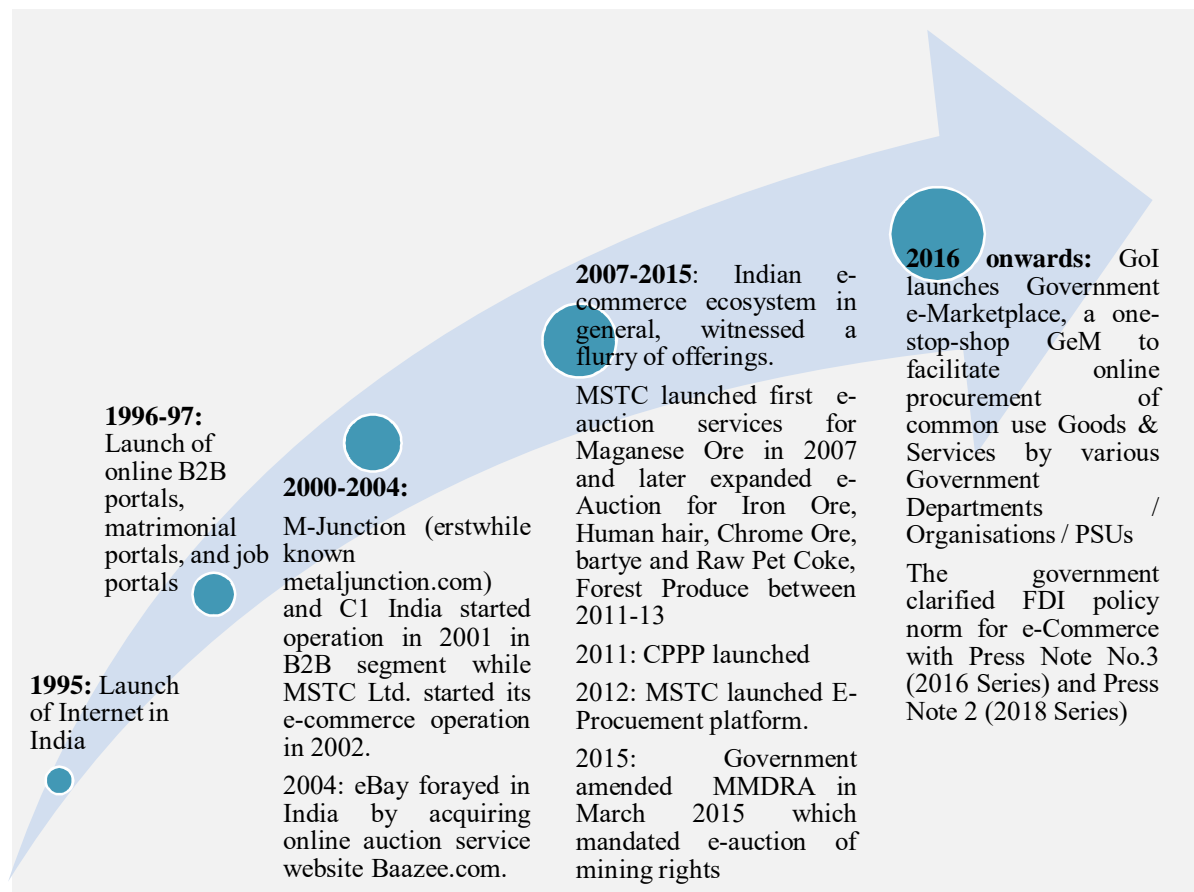 1995: Launch
of Internet in
India
1996-97:
Launch of
online B2B
portals,
matrimonial
portals, and job
portals
2000-2004:
M-Junction (erstwhile
known
metaljunction.com)
and C1 India started
operation in 2001 in
B2B segment while
MSTC Ltd. started its
e-commerce operation
in 2002.
2004: eBay forayed in
India by acquiring
online auction service
website Baazee.com.
2007-2015: Indian e-
commerce ecosystem in
general, witnessed a
flurry of offerings.
MSTC launched first e-
auction services for
Maganese Ore in 2007
and later expanded e-
Auction for Iron Ore,
Human hair, Chrome Ore,
bartye and Raw Pet Coke,
Forest Produce between
2011-13
2011: CPPP launched
2012: MSTC launched E-
Procuement platform.
2015: Government
amended MMDRA in
March 2015 which
mandated e-auction of
mining rights
2016 onwards: GoI
launches Government
e-Marketplace, a one-
stop-shop GeM to
facilitate online
procurement of
common use Goods &
Services by various
Government
Departments /
Organisations / PSUs
The government
clarified FDI policy
norm for e-Commerce
with Press Note No.3
(2016 Series) and Press
Note 2 (2018 Series)